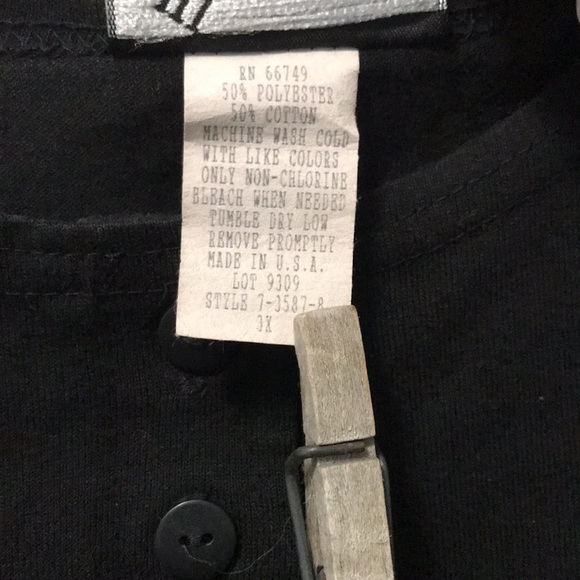 RN 66749
50% POLYESTER
50% COTTON
MACHINE WASH COLD
WITH LIKE COLORS
ONLY NON-CHLORINE
BLEACH WHEN NEEDED
TUMBLE DRY LOW
REMOVE PROMPTLY
MADE IN U.S.A.
LOT 9309
STYLE 7-3587-8
3X